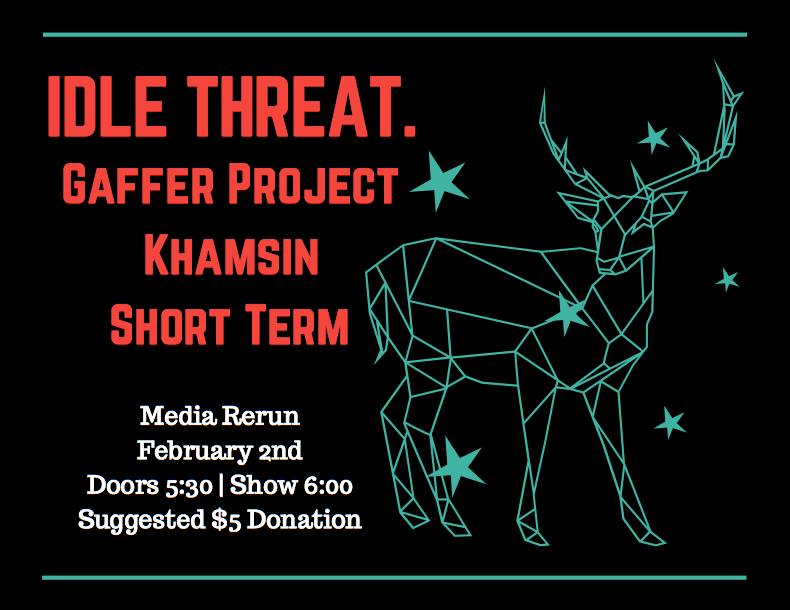 IDLE THREAT.
GAFFER PROJECT
KHAMSIN
SHORT TERM
Media Rerun
February 2nd
Doors 5:30 | Show 6:00
Suggested $5 Donation